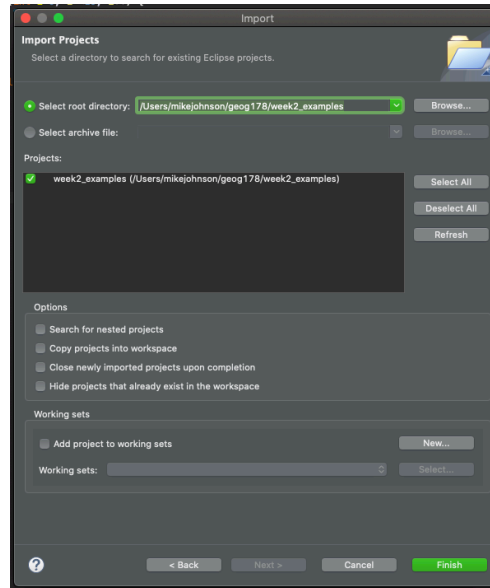 Import
Import Projects
Select a directory to search for existing Eclipse projects.
Select root directory: /Users/mikejohnson/geog178/week2_examples Browse...
Select archive file: Browse...
Projects:
week2_examples (/Users/mikejohnson/geog178/week2_examples)
Select All
Deselect All
Refresh
Options
Search for nested projects
Copy projects into workspace
Close newly imported projects upon completion
Hide projects that already exist in the workspace
Working sets
Add project to working sets New...
Working sets: Select...
? < Back Next > Cancel Finish